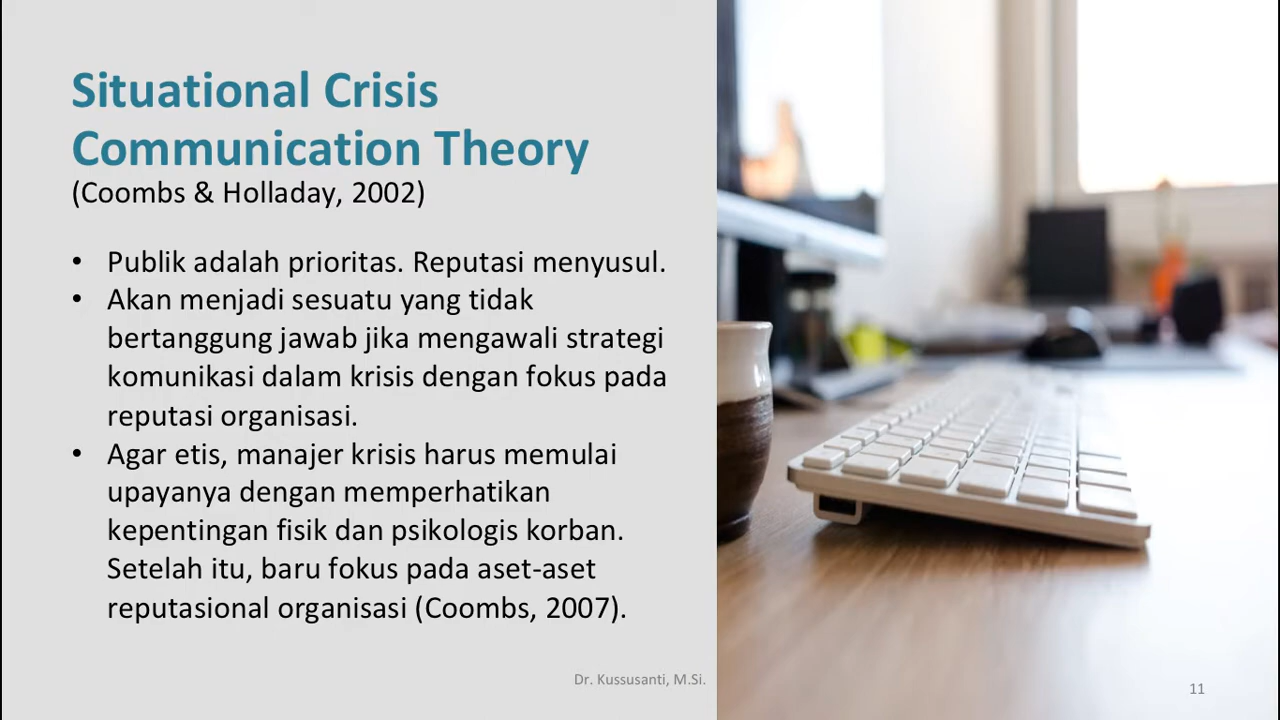 Situational Crisis
Communication Theory
(Coombs & Holladay, 2002)
• Publik adalah prioritas. Reputasi menyusul.
• Akan menjadi sesuatu yang tidak
bertanggung jawab jika mengawali strategi
komunikasi dalam krisis dengan fokus pada
reputasi organisasi.
• Agar etis, manajer krisis harus memulai
upayanya dengan memperhatikan
kepentingan fisik dan psikologis korban.
Setelah itu, baru fokus pada aset-aset
reputasional organisasi (Coombs, 2007).
Dr. Kussusanti, M.Si.
11